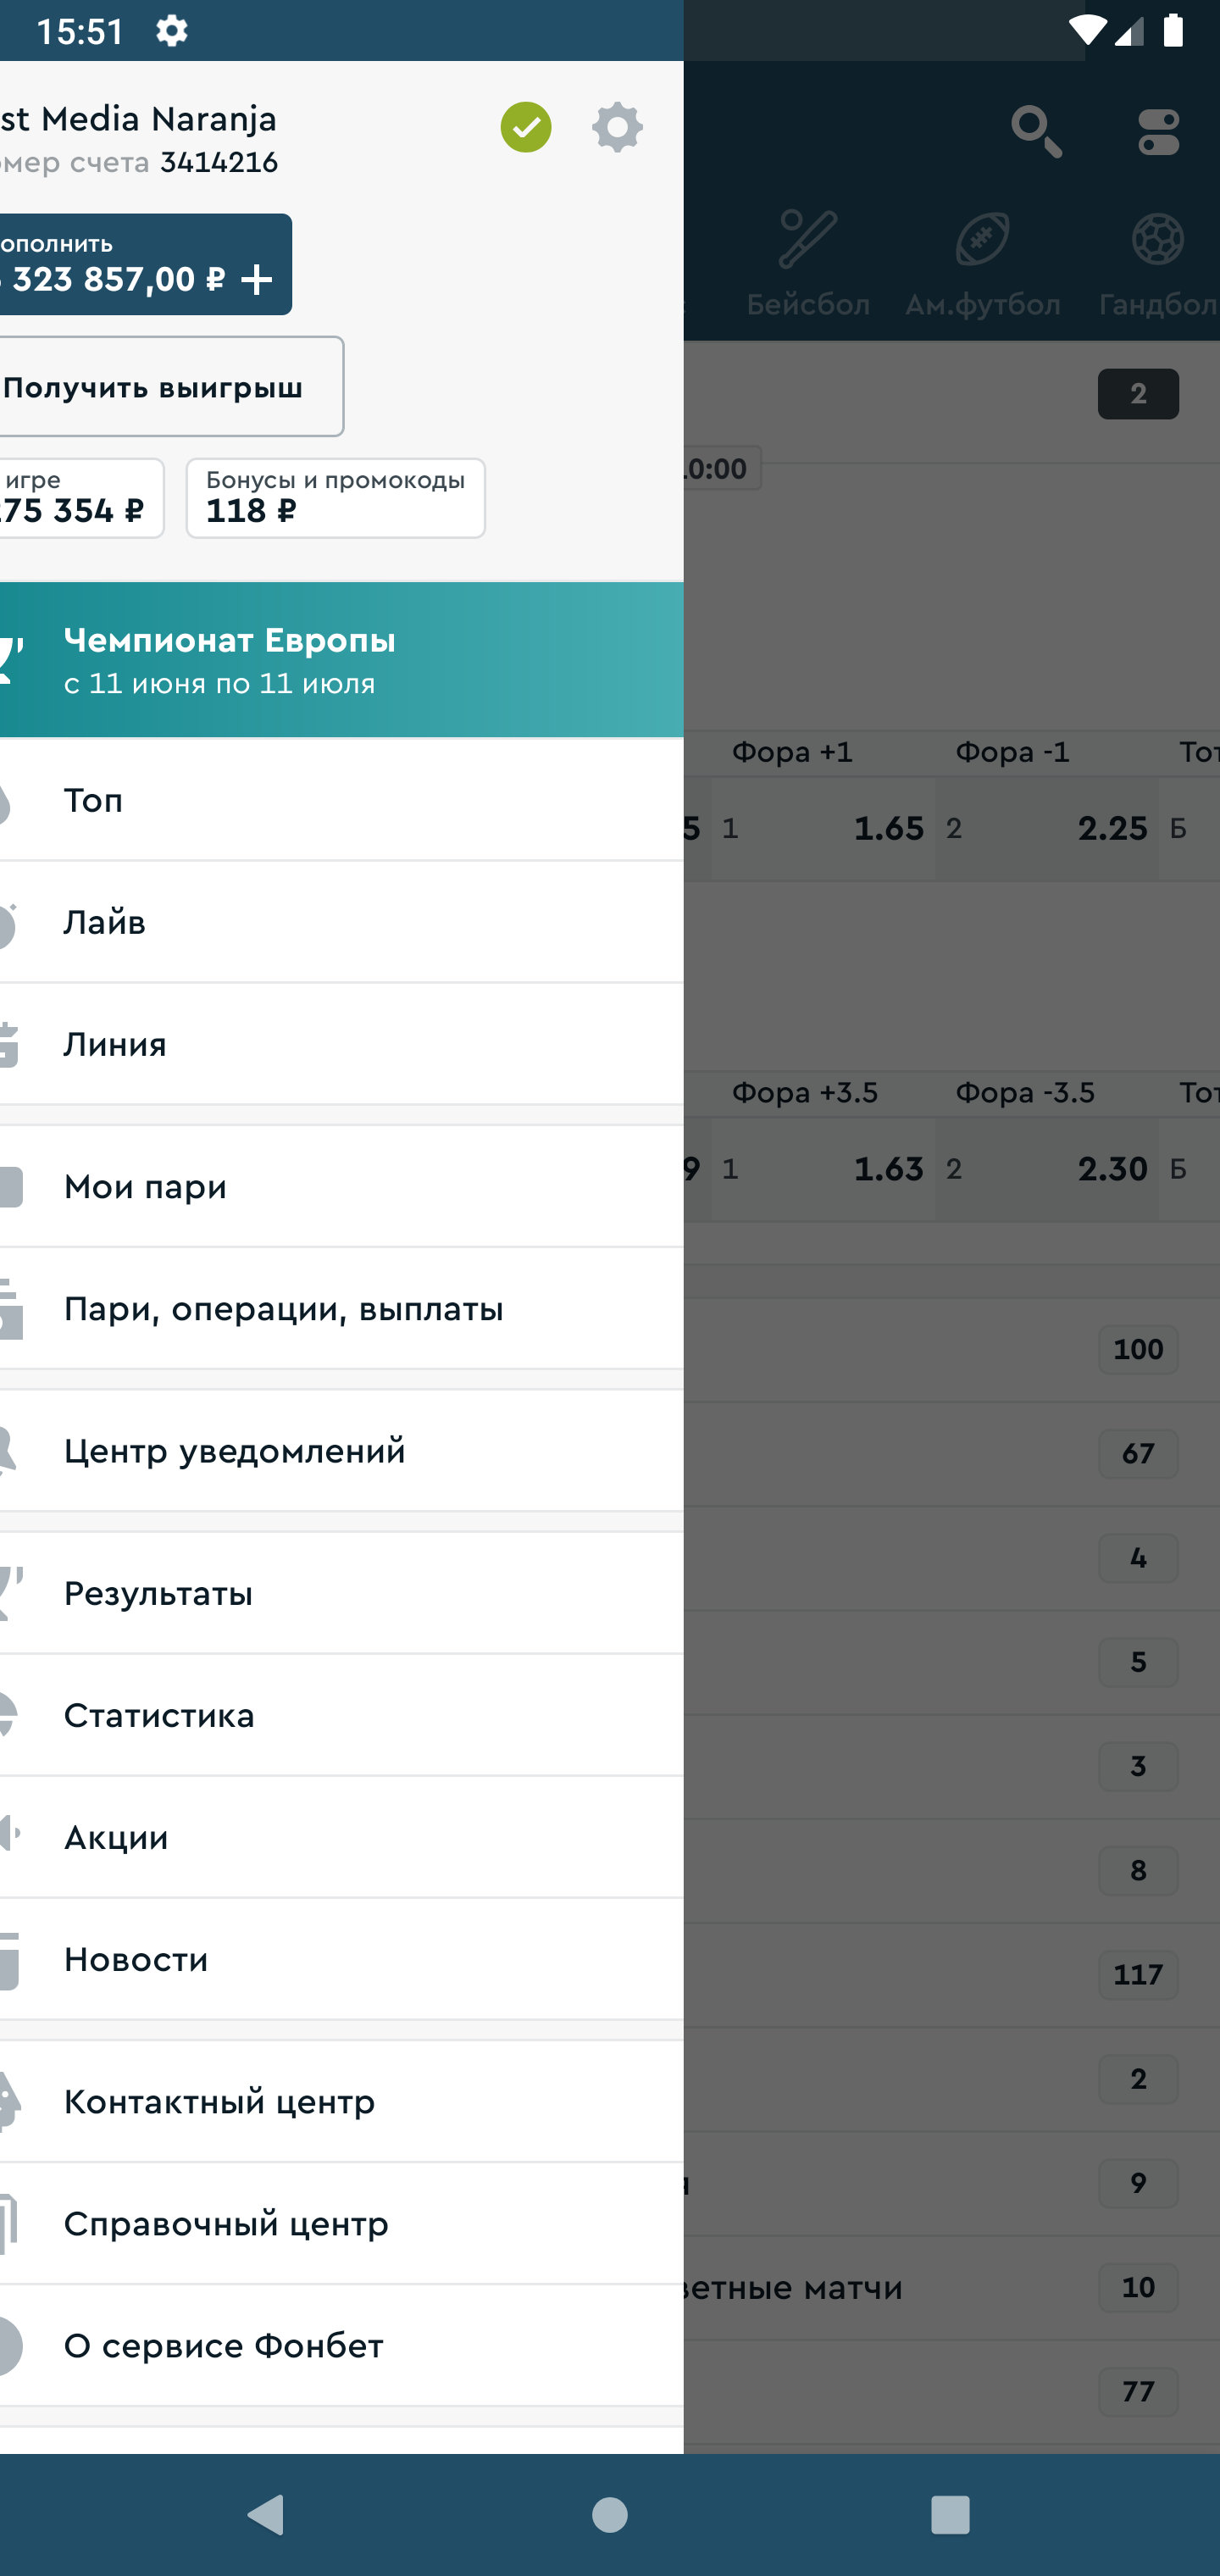 15:51
st Media Naranja
мер счета 3414216
ополнить
323 857,00 ₽ +
Получить выигрыш
игре
75 354 ₽
Бонусы и промокоды
118 ₽
Чемпионат Европы
с 11 июня по 11 июля
Топ
Лайв
Линия
Мои пари
Пари, операции, выплаты
Центр уведомлений
Результаты
Статистика
Акции
Новости
Контактный центр
Справочный центр
О сервисе Фонбет
Бейсбол
Ам.футбол
Гандбол
2
0:00
Фора +1
Фора -1
Тот
5
1
1.65
2
2.25
Б
Фора +3.5
Фора -3.5
Тот
9
1
1.63
2
2.30
Б
100
67
4
5
3
8
117
2
я
9
ветные матчи
10
77